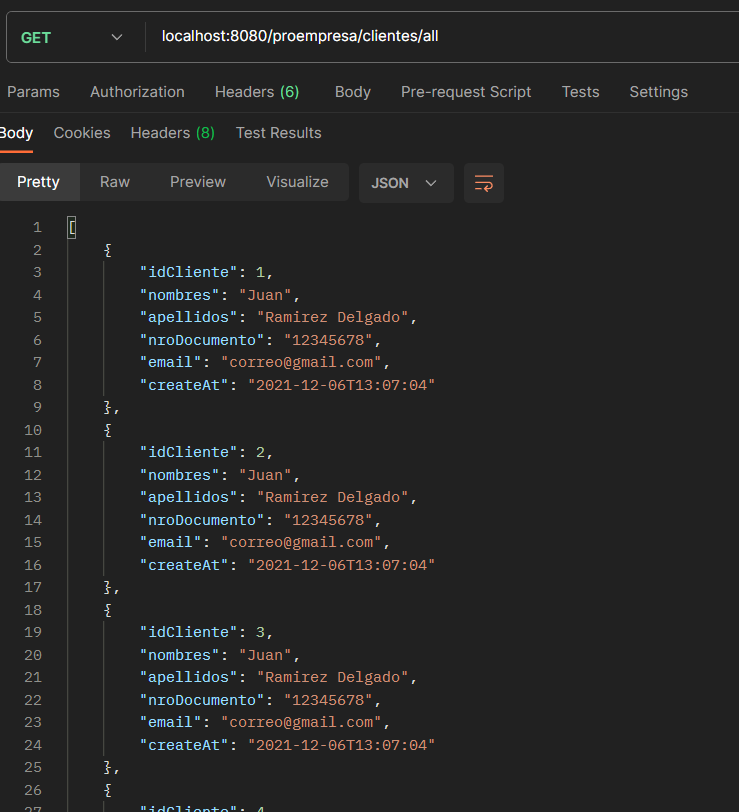 GET localhost:8080/proempresa/clientes/all
Params Authorization Headers (6) Body Pre-request Script Tests Settings
Body Cookies Headers (8) Test Results
Pretty Raw Preview Visualize JSON
1 [
2 {
3 "idCliente": 1,
4 "nombres": "Juan",
5 "apellidos": "Ramirez Delgado",
6 "nroDocumento": "12345678",
7 "email": "correo@gmail.com",
8 "createAt": "2021-12-06T13:07:04"
9 },
10 {
11 "idCliente": 2,
12 "nombres": "Juan",
13 "apellidos": "Ramirez Delgado",
14 "nroDocumento": "12345678",
15 "email": "correo@gmail.com",
16 "createAt": "2021-12-06T13:07:04"
17 },
18 {
19 "idCliente": 3,
20 "nombres": "Juan",
21 "apellidos": "Ramirez Delgado",
22 "nroDocumento": "12345678",
23 "email": "correo@gmail.com",
24 "createAt": "2021-12-06T13:07:04"
25 },
26 {
27 "idCliente": 4,